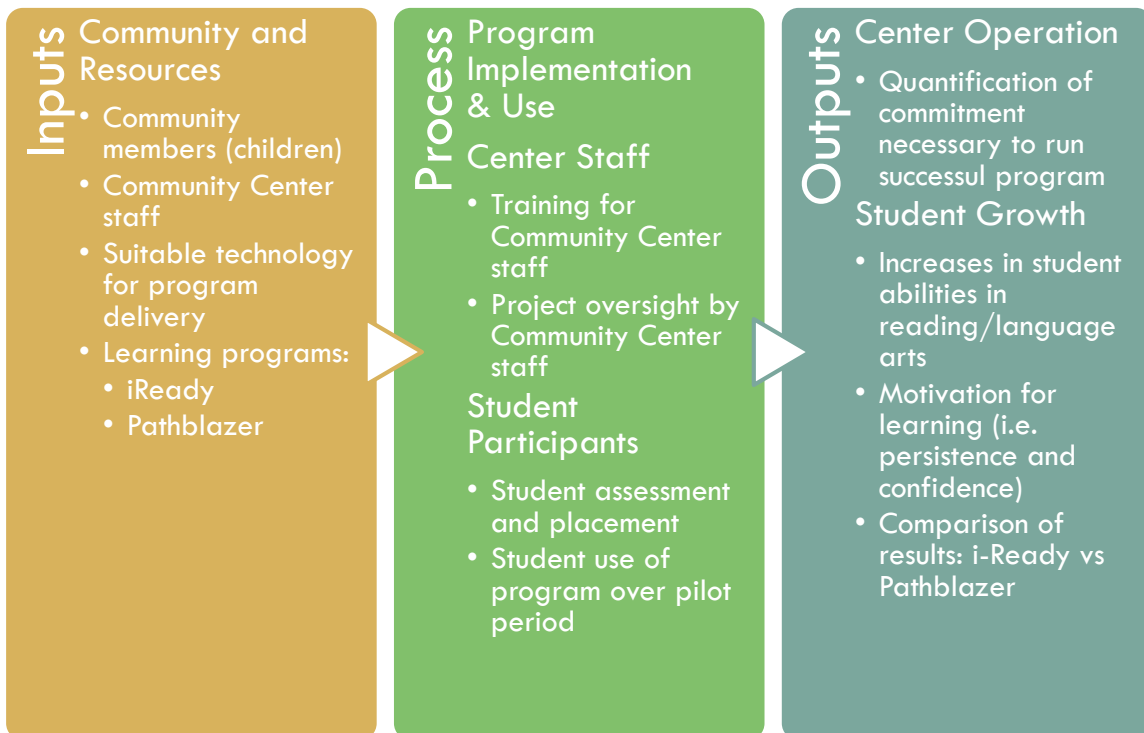 Inputs
Community and
Resources
• Community
members (children)
• Community Center
staff
• Suitable technology
for program
delivery
• Learning programs:
• iReady
• Pathblazer
Process
Program
Implementation
& Use
Center Staff
• Training for
Community Center
staff
• Project oversight by
Community Center
staff
Student
Participants
• Student assessment
and placement
• Student use of
program over pilot
period
Outputs
Center Operation
• Quantification of
commitment
necessary to run
successul program
Student Growth
• Increases in student
abilities in
reading/language
arts
• Motivation for
learning (i.e.
persistence and
confidence)
• Comparison of
results: i-Ready vs
Pathblazer